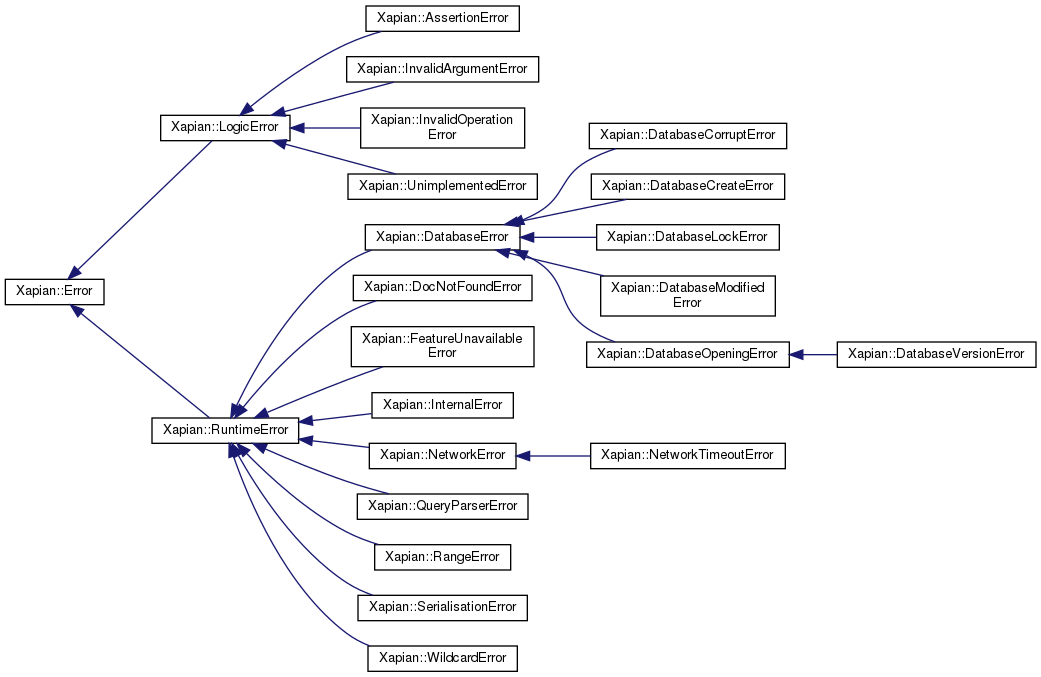 Xapian::AssertionError
Xapian::InvalidArgumentError
Xapian::LogicError
Xapian::InvalidOperation
Error
Xapian::DatabaseCorruptError
Xapian::UnimplementedError
Xapian::DatabaseCreateError
Xapian::DatabaseError
Xapian::DatabaseLockError
Xapian::Error
Xapian::DocNotFoundError
Xapian::DatabaseModified
Error
Xapian::FeatureUnavailable
Error
Xapian::DatabaseOpeningError
Xapian::DatabaseVersionError
Xapian::InternalError
Xapian::RuntimeError
Xapian::NetworkError
Xapian::NetworkTimeoutError
Xapian::QueryParserError
Xapian::RangeError
Xapian::SerialisationError
Xapian::WildcardError